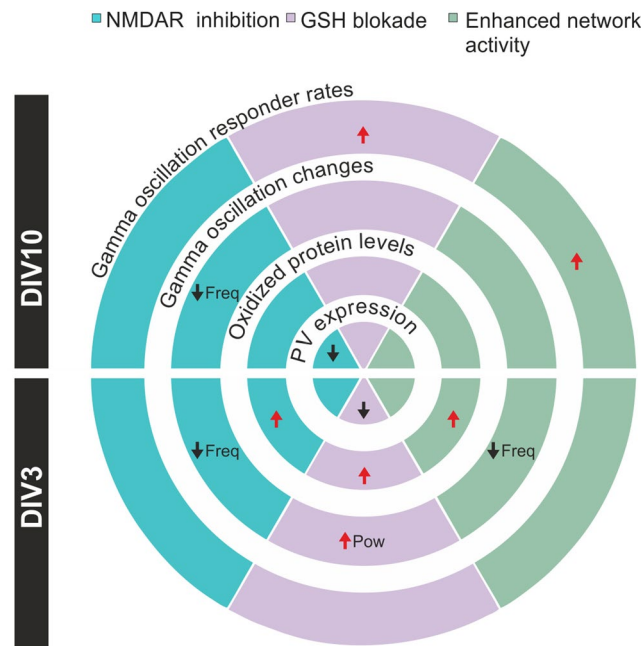 NMDAR inhibition
GSH blokade
Enhanced network
activity
DIV10
DIV3
Gamma oscillation responder rates
Gamma oscillation changes
Oxidized protein levels
PV expression
↑
↑
↓Freq
↓
↑
↓
↑
↓Freq
↑
↓Freq
↑Pow